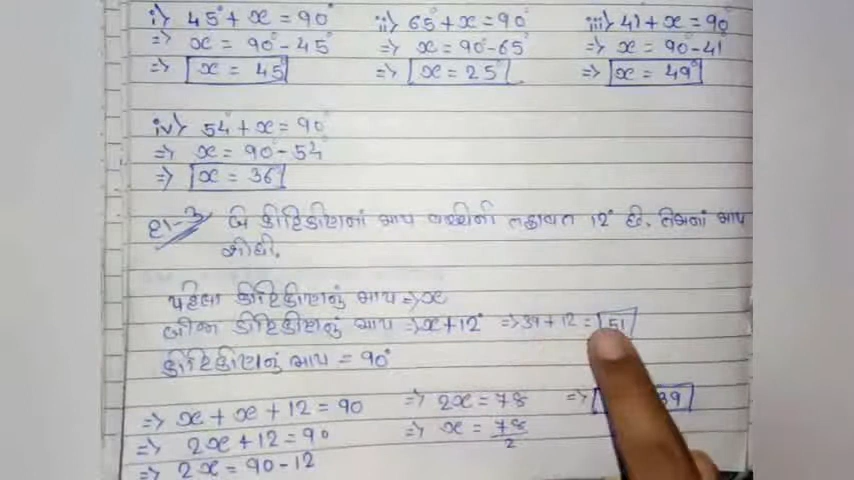 i) 45° + x = 90° ii) 65° + x = 90° iii) 41 + x = 90°
=> x = 90° - 45° => x = 90° - 65° => x = 90 - 41°
=> x = 45° => x = 25° => x = 49°
iv) 54° + x = 90°
=> x = 90 - 54°
=> x = 36°
દા-3 બે કોટિકોણનાં માપ વચ્ચેનો તફાવત 12° છે. તેમનાં માપ
શોધો.
પહેલા કોટિકોણનું માપ => x
બીજા કોટિકોણનું માપ => x + 12° => 39 + 12 = 51
કોટિકોણનું માપ = 90°
=> x + x + 12 = 90 => 2x = 78 => 39
=> 2x + 12 = 90 => x = 78/2
=> 2x = 90 - 12